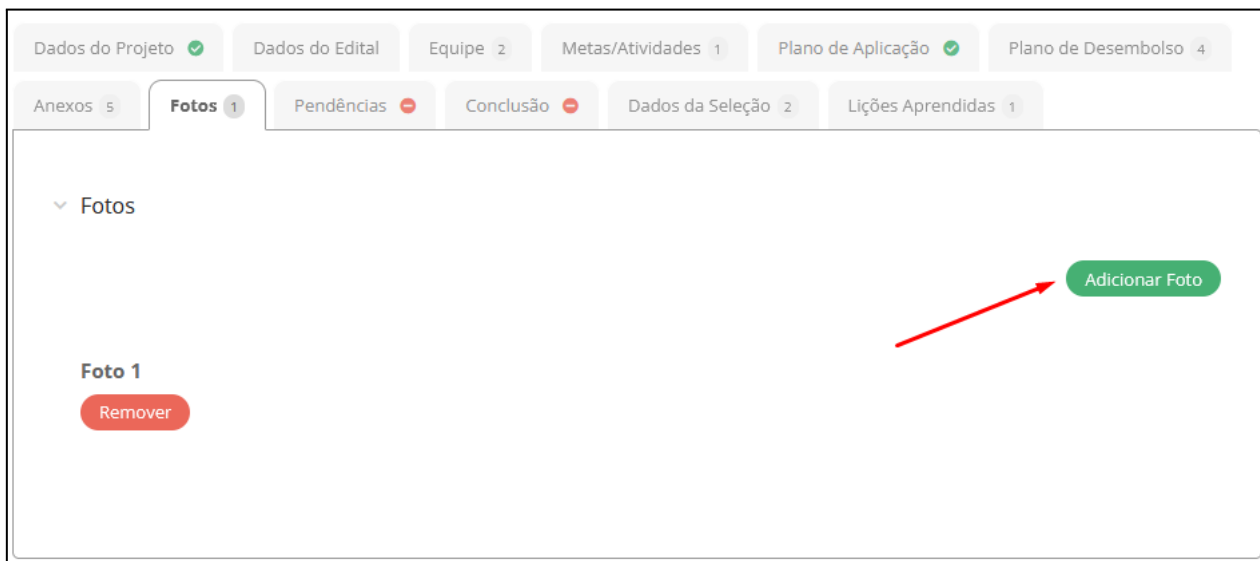 Dados do Projeto Dados do Edital Equipe 2 Metas/Atividades 1 Plano de Aplicação Plano de Desembolso 4
Anexos 5 Fotos 1 Pendências Conclusão Dados da Seleção 2 Lições Aprendidas 1
Fotos
Adicionar Foto
Foto 1
Remover